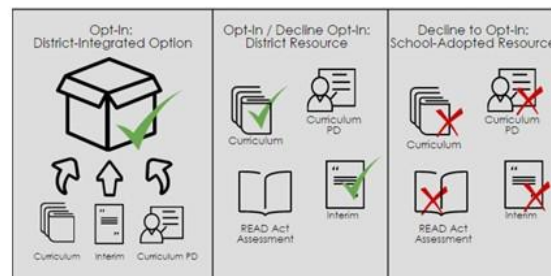 Opt-In:
District-Integrated Option
Curriculum
Interim
Curriculum PD
Opt-In / Decline Opt-In:
District Resource
Curriculum
Curriculum
PD
READ Act
Assessment
Interim
Decline to Opt-In:
School-Adopted Resource
Curriculum
Curriculum
PD
READ Act
Assessment
Interim